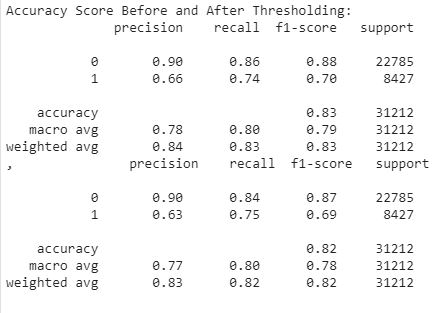 Accuracy Score Before and After Thresholding:
precision recall f1-score support
0 0.90 0.86 0.88 22785
1 0.66 0.74 0.70 8427
accuracy 0.83 31212
macro avg 0.78 0.80 0.79 31212
weighted avg 0.84 0.83 0.83 31212
, precision recall f1-score support
0 0.90 0.84 0.87 22785
1 0.63 0.75 0.69 8427
accuracy 0.82 31212
macro avg 0.77 0.80 0.78 31212
weighted avg 0.83 0.82 0.82 31212